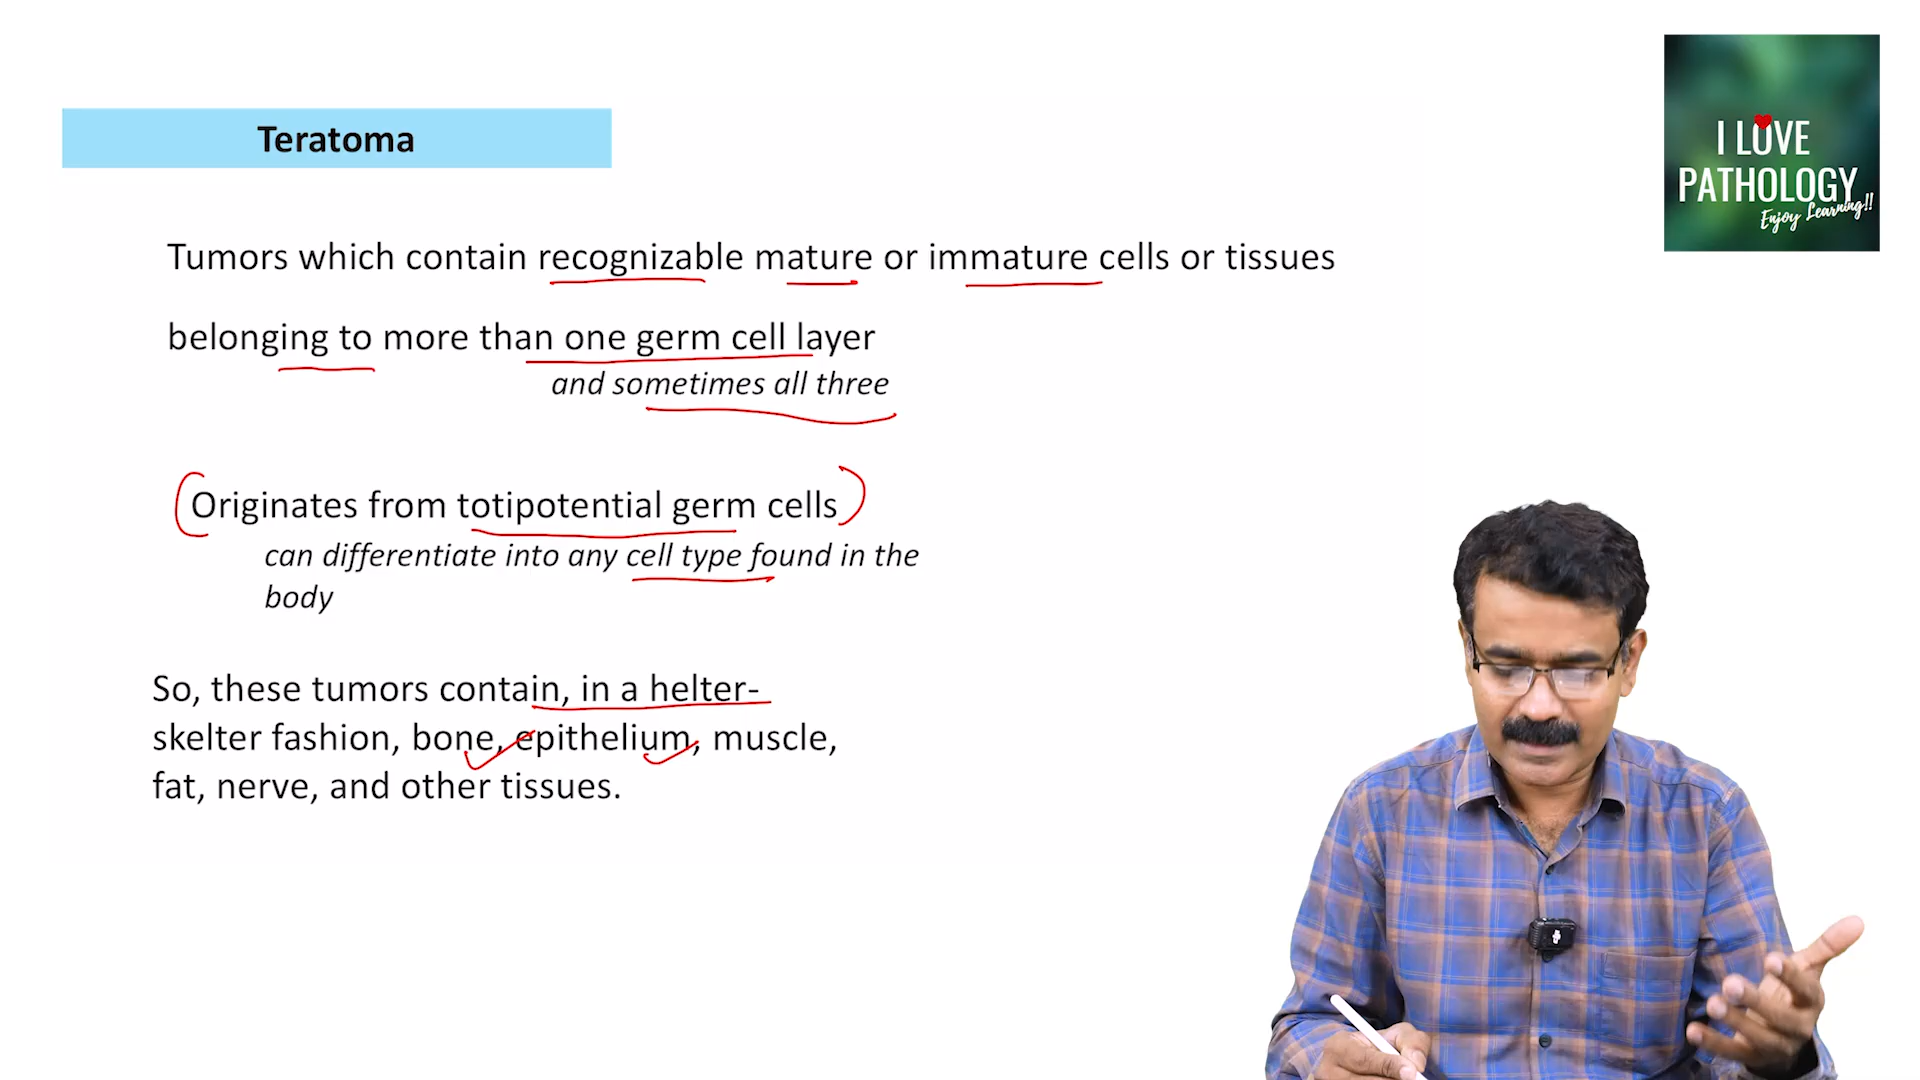 Teratoma
I LOVE
PATHOLOGY
Enjoy Learning!!
Tumors which contain recognizable mature or immature cells or tissues
belonging to more than one germ cell layer
and sometimes all three
Originates from totipotential germ cells
can differentiate into any cell type found in the
body
So, these tumors contain, in a helter-
skelter fashion, bone, epithelium, muscle,
fat, nerve, and other tissues.